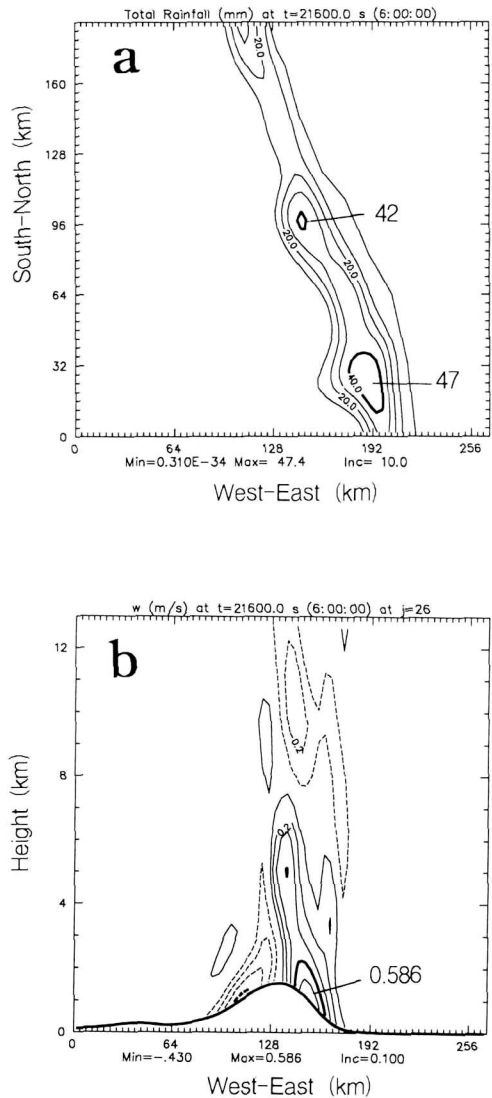 Total Rainfall (mm) at t=21600.0 s (6:00:00)
a
South-North (km)
160
128
96
64
32
0
20.0
20.0
20.0
40.0
20.0
42
47
0 64 128 192 256
Min=0.310E-34 Max= 47.4 Inc= 10.0
West-East (km)
w (m/s) at t=21600.0 s (6:00:00) at j=26
b
Height (km)
12
8
4
0
0.2
0.2
0.586
0 64 128 192 256
Min=-.430 Max=0.586 Inc=0.100
West-East (km)